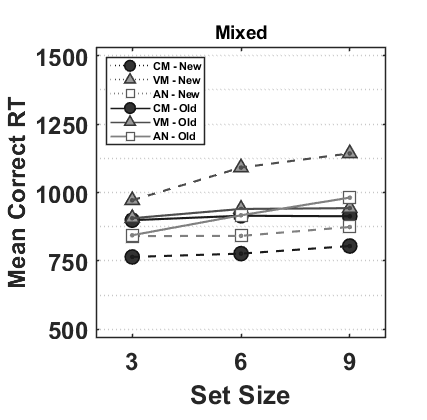 Mixed
1500
1250
1000
750
500
Mean Correct RT
CM - New
VM - New
AN - New
CM - Old
VM - Old
AN - Old
3 6 9
Set Size